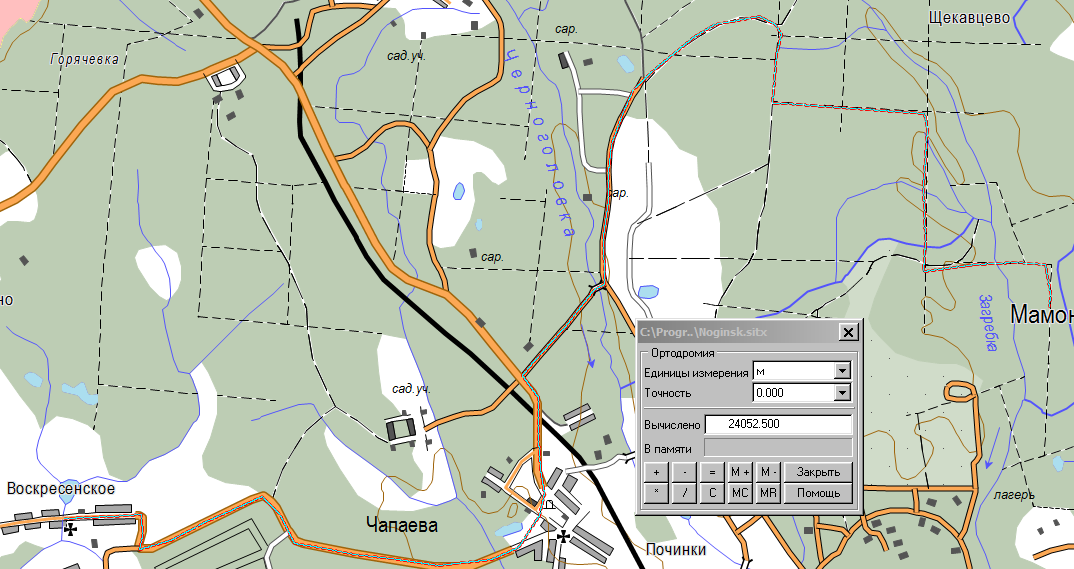 Щекавцево
сар.
Горячевка
сад.уч.
Черноголовка
сар.
сар.
но
Загребка
Мамон
C:\Progr..\Noginsk.sitx
Ортодромия
Единицы измерения м
Точность 0.000
Вычислено 24052.500
В памяти
+ - = M + M - Закрыть
* / C MC MR Помощь
сад.уч.
Воскресенское
Чапаева
Починки
лагерь